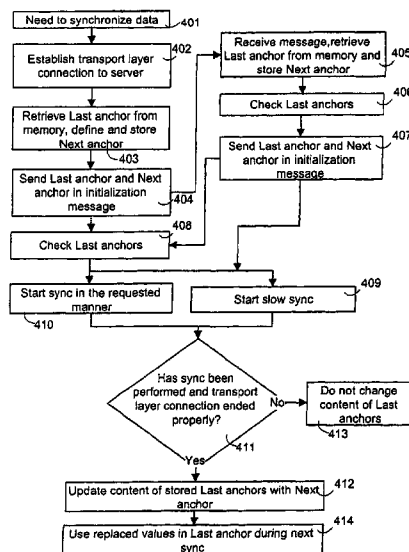 Need to synchronize data
401
Establish transport layer
connection to server
402
Retrieve Last anchor from
memory, define and store
Next anchor
403
Send Last anchor and Next
anchor in initialization
message
404
Receive message,retrieve
Last anchor from memory and
store Next anchor
405
Check Last anchors
406
Send Last anchor and Next
anchor in initialization
message
407
Check Last anchors
408
Start sync in the requested
manner
410
Start slow sync
409
Has sync been
performed and transport
layer connection ended
properly?
411
No
Do not change
content of Last
anchors
413
Yes
Update content of stored Last anchors with Next
anchor
412
Use replaced values in Last anchor during next
sync
414